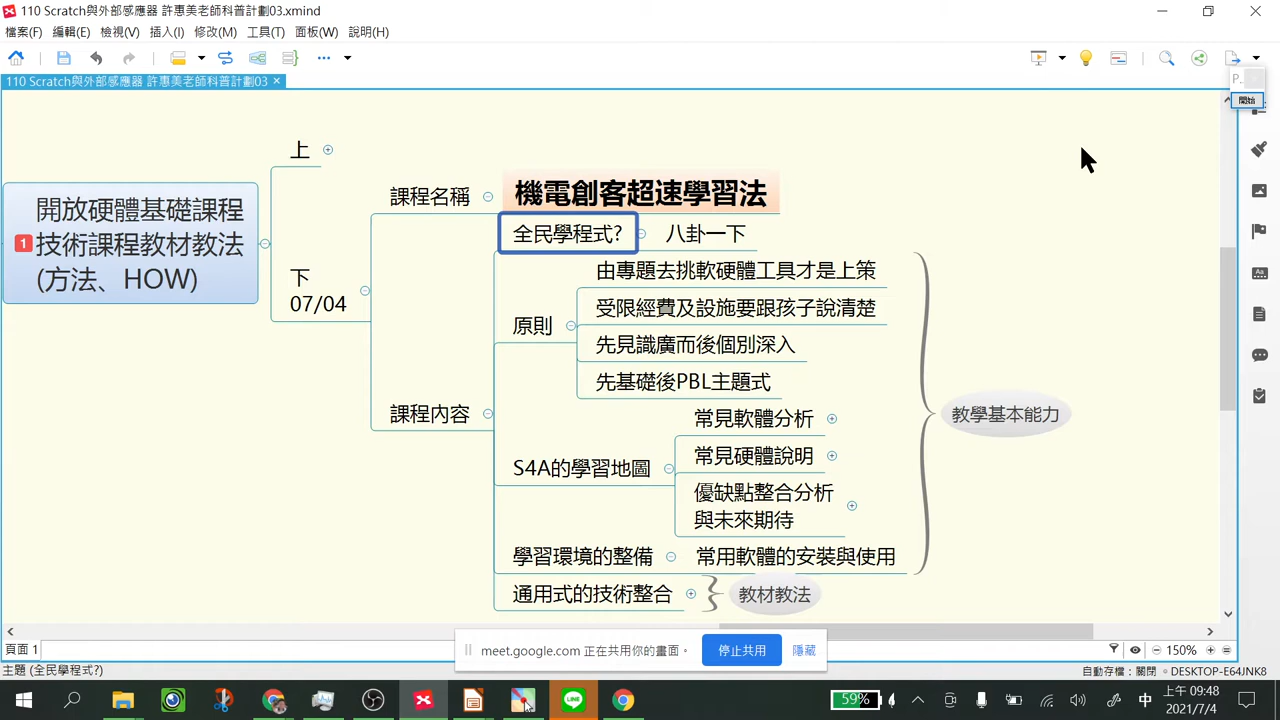 110 Scratch與外部感應器 許惠美老師科普計劃03.xmind
檔案(F) 編輯(E) 檢視(V) 插入(I) 修改(M) 工具(T) 面板(W) 說明(H)
110 Scratch與外部感應器 許惠美老師科普計劃03
P...
開始
上
課程名稱
機電創客超速學習法
開放硬體基礎課程
技術課程教材教法
(方法、HOW)
1
全民學程式?
八卦一下
下
07/04
由專題去挑軟硬體工具才是上策
原則
受限經費及設施要跟孩子說清楚
先見識廣而後個別深入
先基礎後PBL主題式
課程內容
教學基本能力
常見軟體分析
S4A的學習地圖
常見硬體說明
優缺點整合分析
與未來期待
學習環境的整備
常用軟體的安裝與使用
通用式的技術整合
教材教法
meet.google.com 正在共用你的畫面。
停止共用
隱藏
頁面 1
150%
主題 (全民學程式?)
自動存檔：關閉
DESKTOP-E64JNK8
59%
中
上午 09:48
2021/7/4